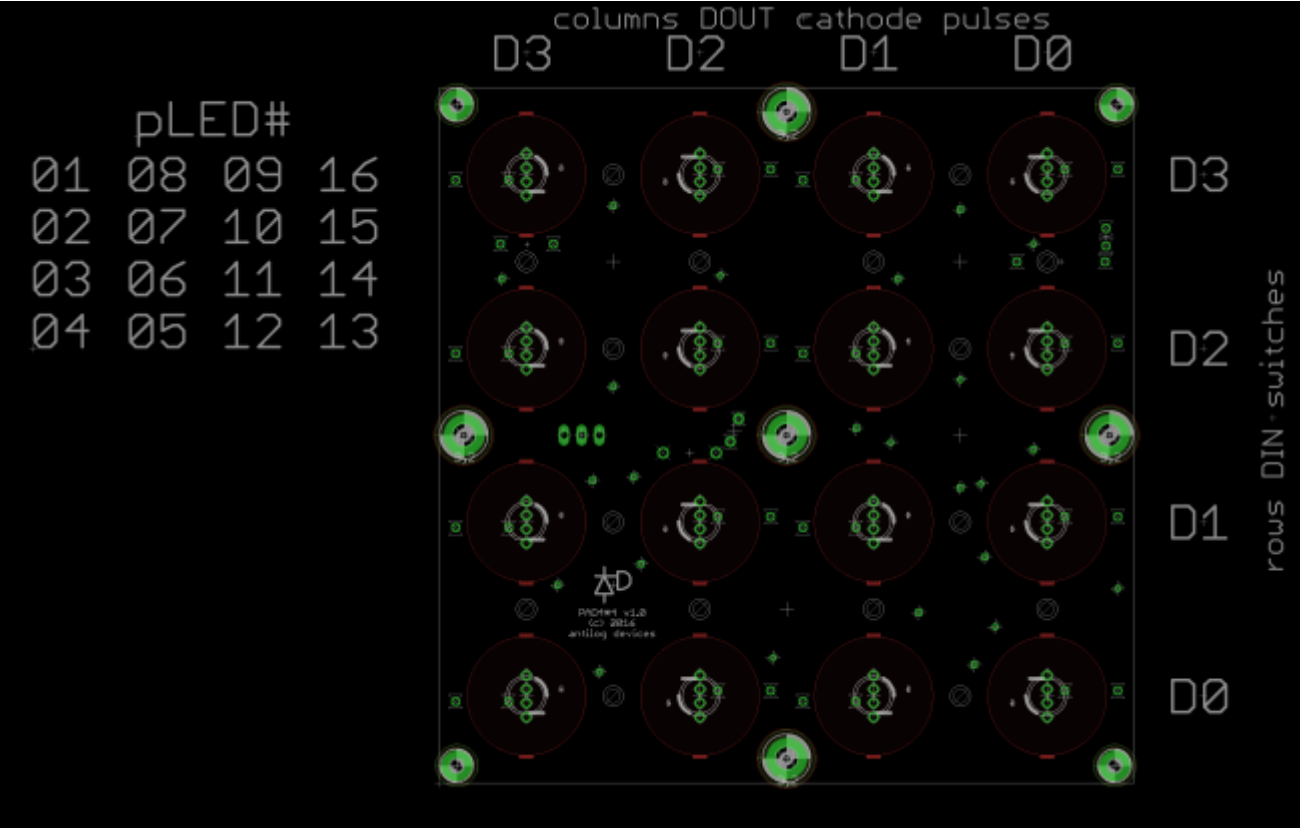 columns DOUT cathode pulses
D3 D2 D1 D0
pLED#
01 08 09 16
02 07 10 15
03 06 11 14
04 05 12 13
D3
D2
D1
D0
rows DIN switches
D
v1.0
(c) 2016
antilog devices